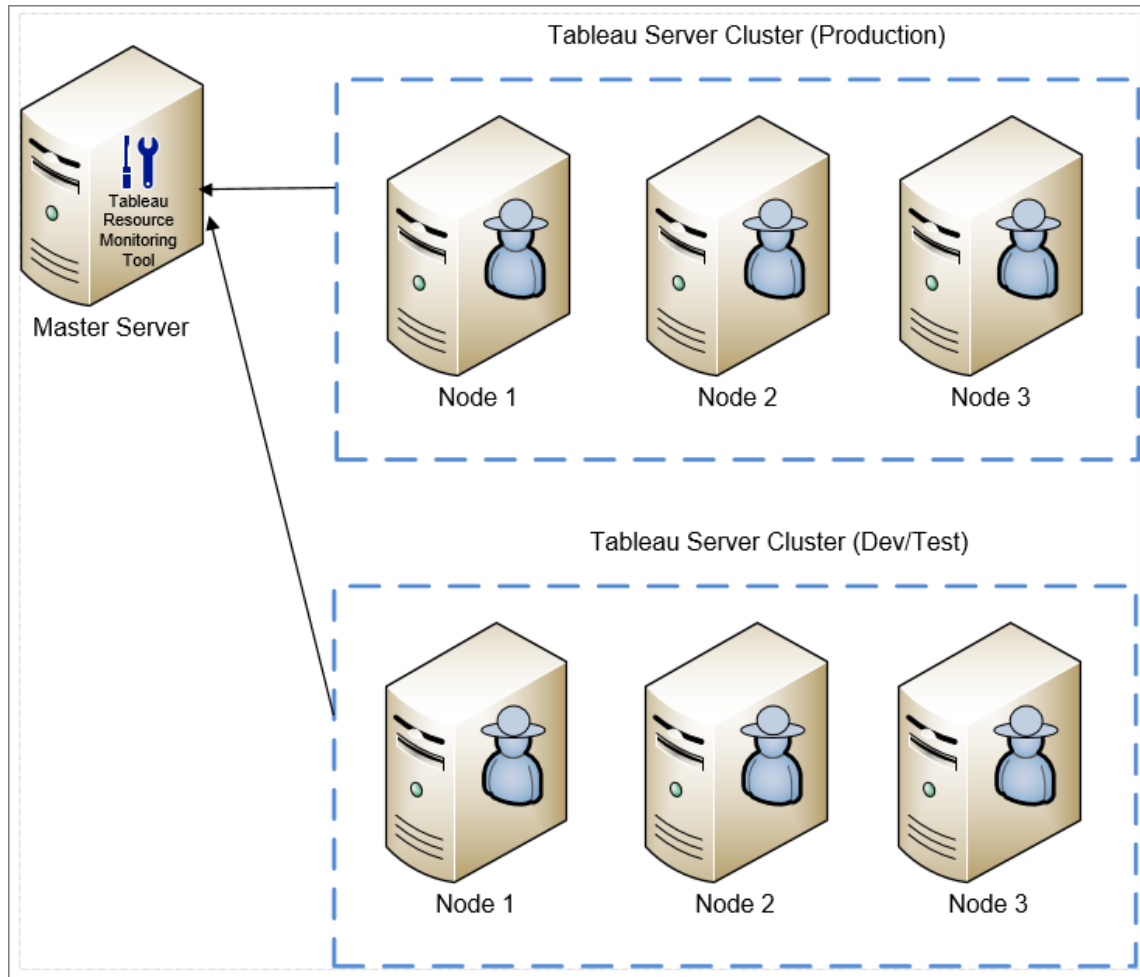 Tableau Server Cluster (Production)
Tableau
Resource
Monitoring
Tool
Master Server
Node 1
Node 2
Node 3
Tableau Server Cluster (Dev/Test)
Node 1
Node 2
Node 3